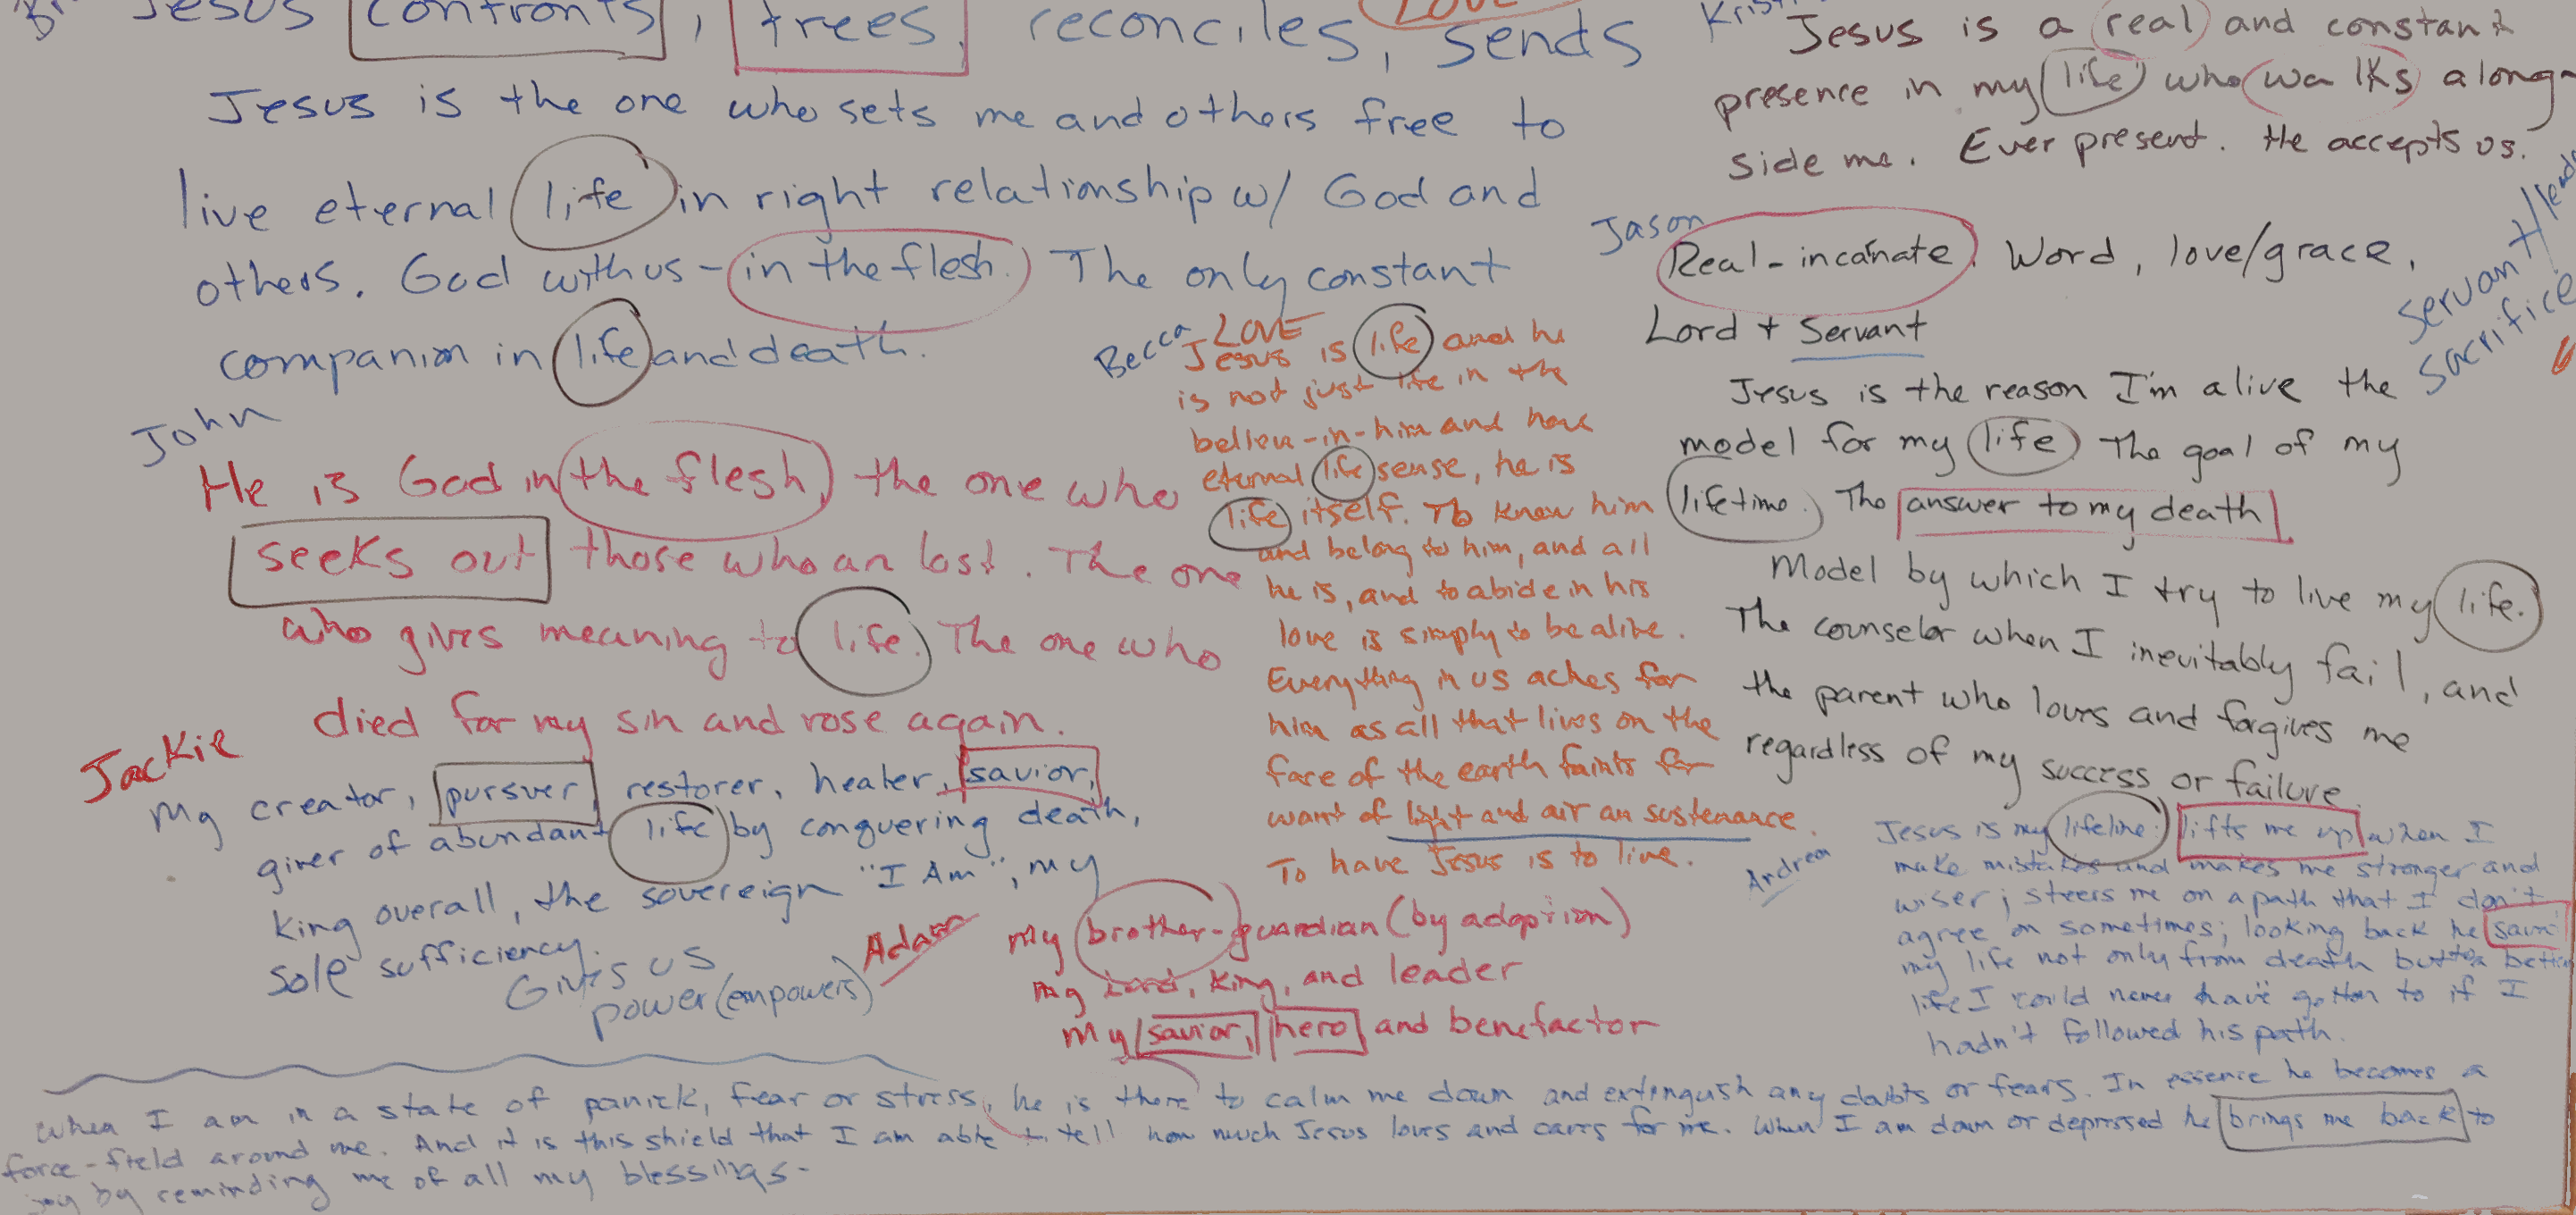 Jesus confronts, frees, reconciles, sends
Jesus is the one who sets me and others free to
live eternal life in right relationship w/ God and
others. God with us - in the flesh. The only constant
companion in life and death.
John
He is God in the flesh, the one who
seeks out those who are lost. The one
who gives meaning to life. The one who
died for my sin and rose again.
Jackie
My creator, pursuer, restorer, healer, savior,
giver of abundant life by conquering death,
King overall, the sovereign "I Am", my
sole sufficiency.
Gives us
power (empowers)
LOVE
Becca
LOVE
Jesus is life and he
is not just life in the
believe-in-him and have
eternal life sense, he is
life itself. To know him
and belong to him, and all
he is, and to abide in his
love is simply to be alive.
Everything in us aches for
him as all that lives on the
face of the earth faints for
want of light and air an sustenance.
To have Jesus is to live.
Adam
My brother-guardian (by adoption)
my Lord, King, and leader
My savior, hero and benefactor
Jesus is a real and constant
presence in my life who walks along-
side me. Ever present. He accepts us.
Jason
Real - incarnate. Word, love/grace,
Lord + Servant
Servant/
Sacrifice
Jesus is the reason I'm alive the
model for my life. The goal of my
lifetime. The answer to my death
Model by which I try to live my life.
The counselor when I inevitably fail, and
the parent who loves and forgives me
regardless of my success or failure.
Andrea
Jesus is my lifeline: lifts me up when I
make mistakes and makes me stronger and
wiser; steers me on a path that I don't
agree on sometimes; looking back he
my life not only from death but to a better
life I could never have gotton to if I
hadn't followed his path.
When I am in a state of panick, fear or stress, he is there to calm me down and extinguish any doubts or fears. In essence he becomes a
force-field around me. And it is this shield that I am able to tell how much Jesus loves and cares for me. When I am down or depressed he brings me back to
joy by reminding me of all my blessings-